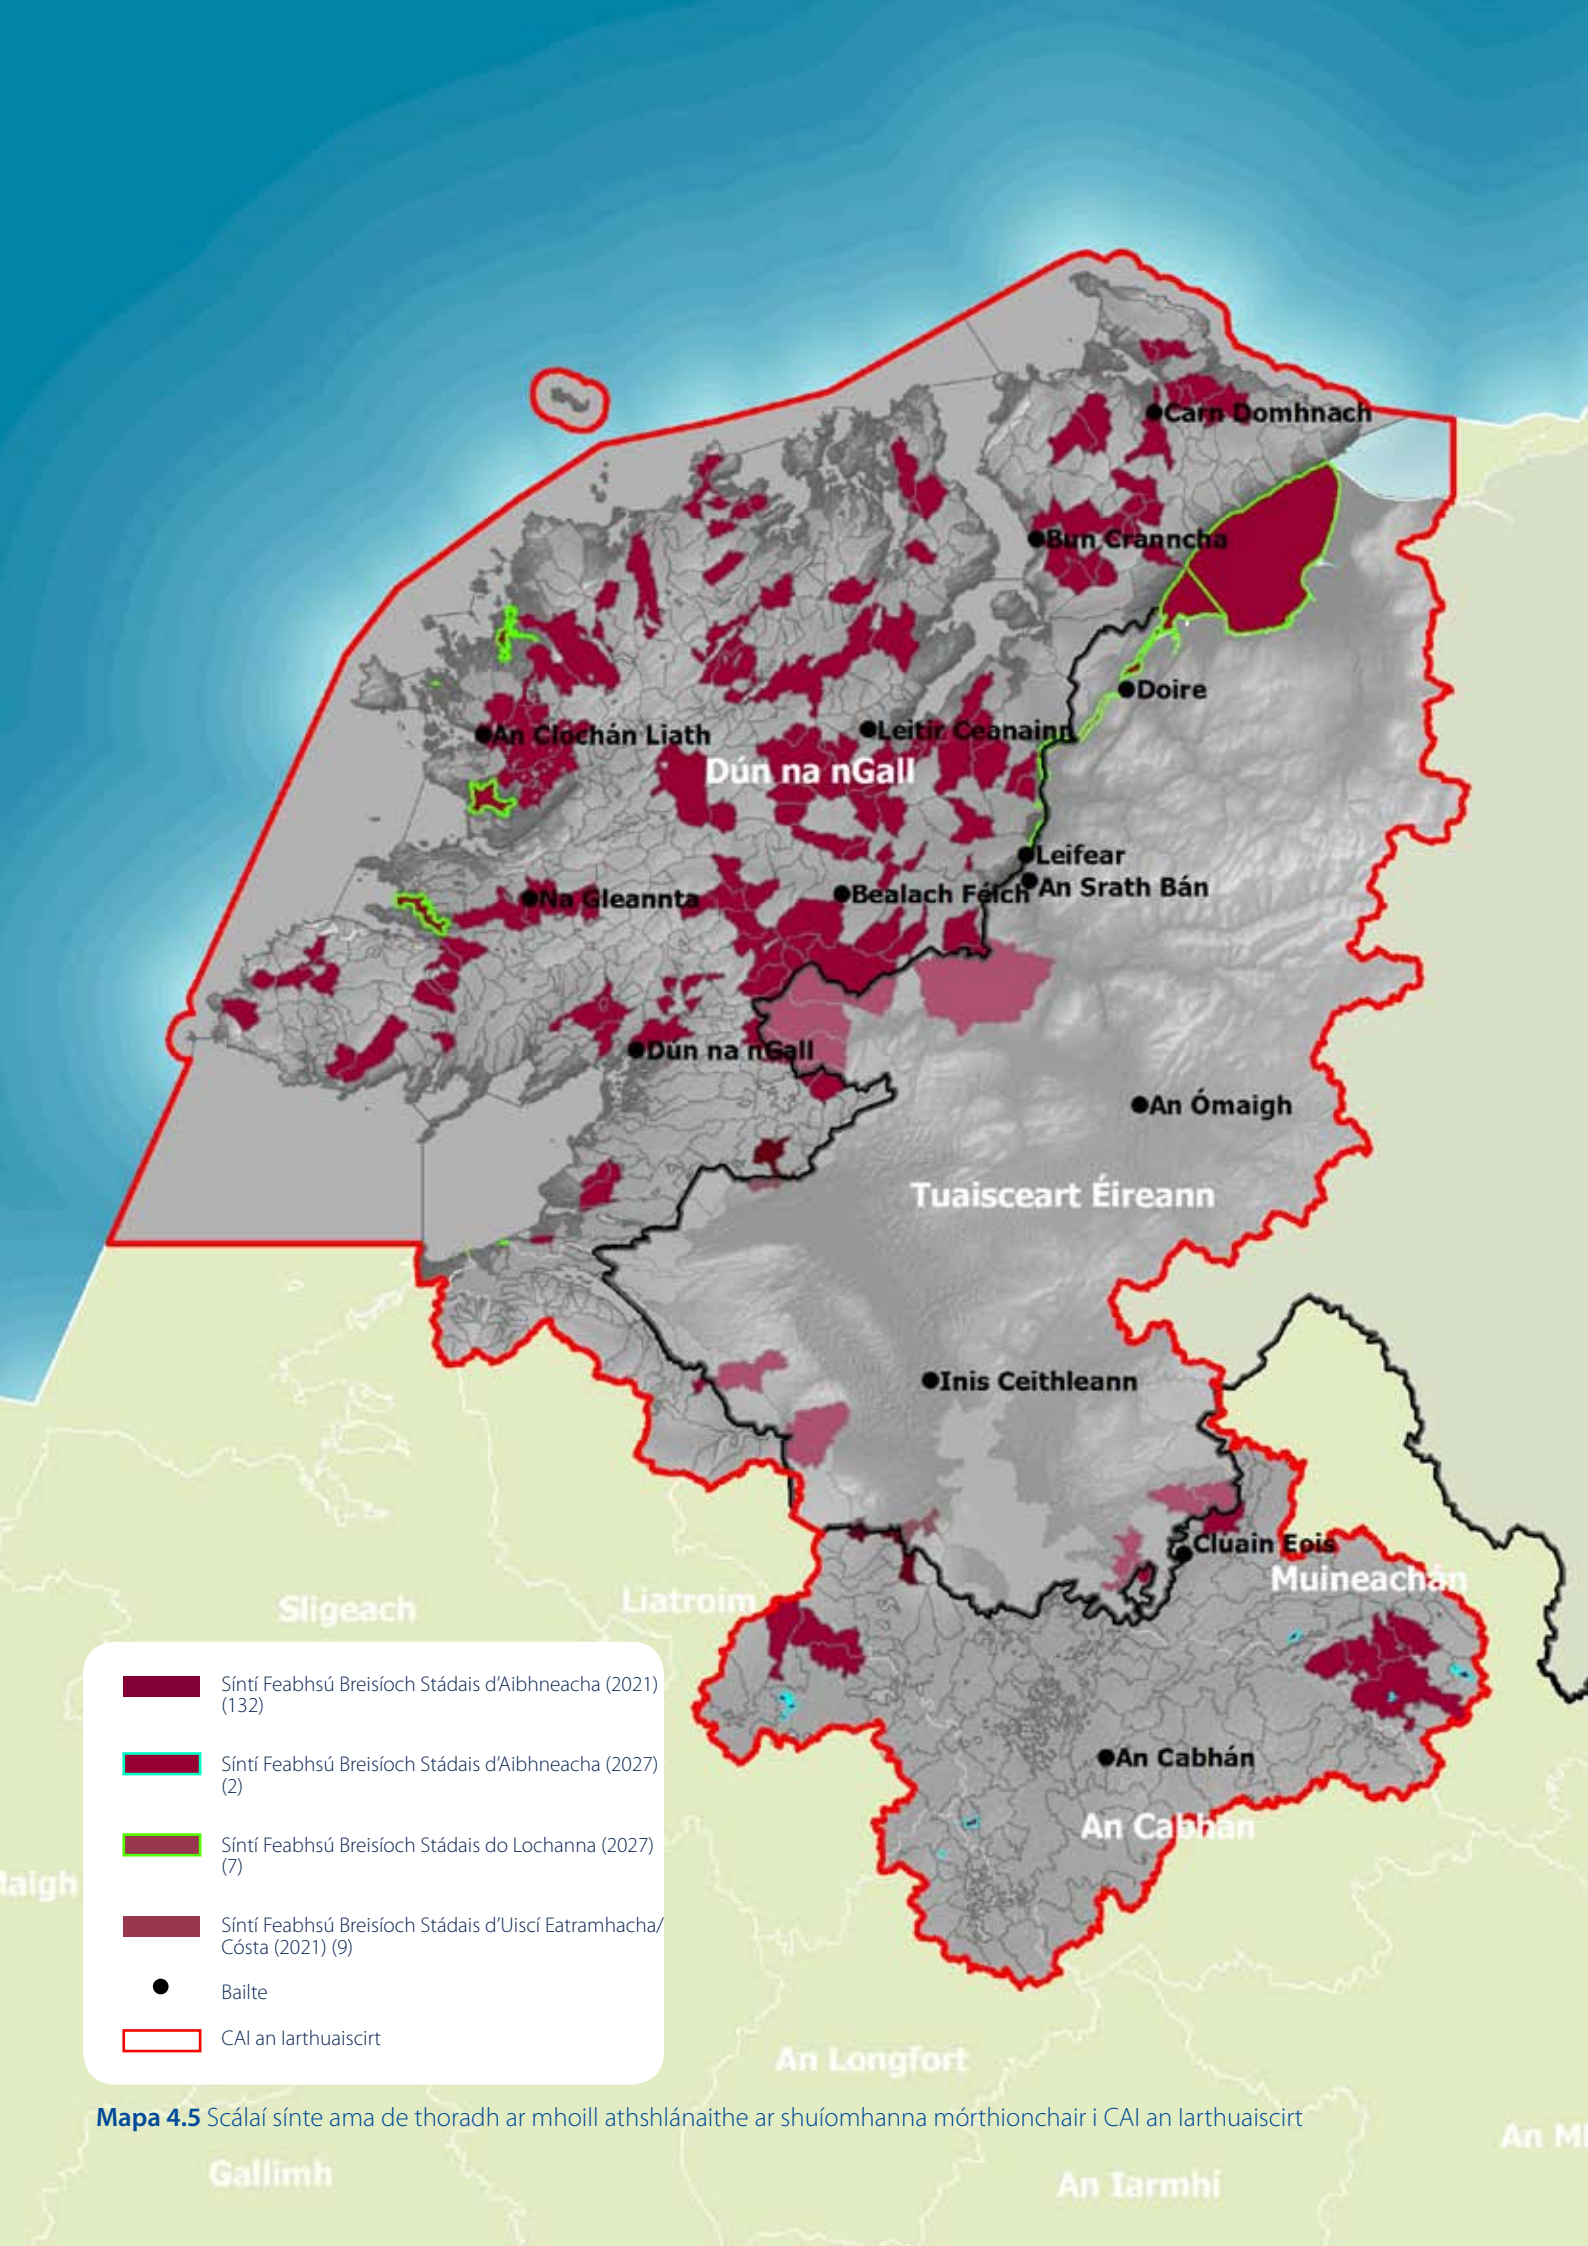 Carn Domhnach
Bun Cranncha
Doire
An Clochán Liath
Leitir Ceanainn
Dún na nGall
Leifear
An Srath Bán
Na Gleannta
Bealach Féich
Dún na nGall
An Ómaigh
Tuaisceart Éireann
Inis Ceithleann
Cluain Eois
Muineachán
Sligeach
Liatroim
An Cabhán
An Cabhán
Síntí Feabhsú Breisíoch Stádais d’Aibhneacha (2021)
(132)
Síntí Feabhsú Breisíoch Stádais d’Aibhneacha (2027)
(2)
Síntí Feabhsú Breisíoch Stádais do Lochanna (2027)
(7)
Síntí Feabhsú Breisíoch Stádais d’Uiscí Eatramhacha/
Cósta (2021) (9)
Bailte
CAI an Iarthuaiscirt
aigh
An Longfort
Mapa 4.5 Scálaí sínte ama de thoradh ar mhoill athshlánaithe ar shuíomhanna mórthionchair i CAI an Iarthuaiscirt
An M
Gallimh
An Iarmhí